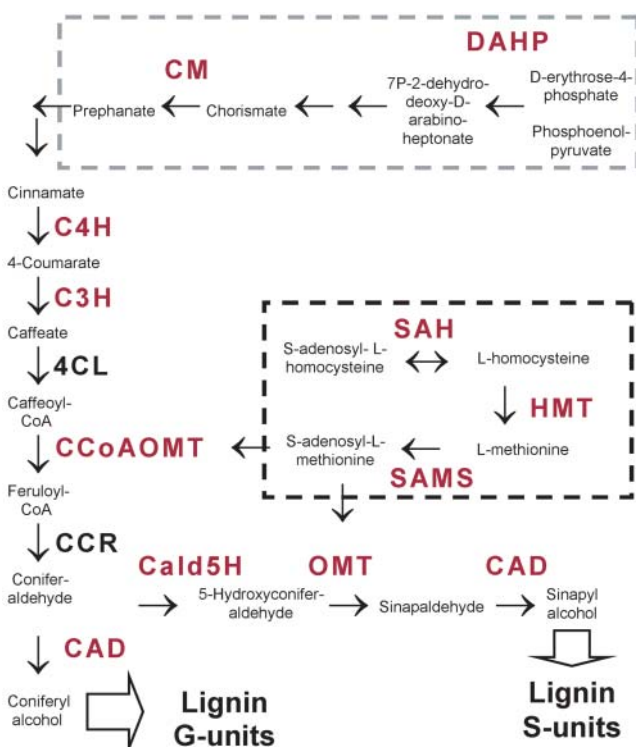 DAHP
CM
7P-2-dehydro-
deoxy-D-
arabino-
heptonate
D-erythrose-4-
phosphate
Phosphoenol-
pyruvate
Prephanate
Chorismate
Cinnamate
C4H
4-Coumarate
C3H
Caffeate
4CL
Caffeoyl-
CoA
CCoAOMT
Feruloyl-
CoA
CCR
Conifer-
aldehyde
SAH
S-adenosyl- L-
homocysteine
L-homocysteine
HMT
S-adenosyl-L-
methionine
L-methionine
SAMS
Cald5H
OMT
CAD
5-Hydroxyconifer-
aldehyde
Sinapaldehyde
Sinapyl
alcohol
CAD
Coniferyl
alcohol
Lignin
G-units
Lignin
S-units